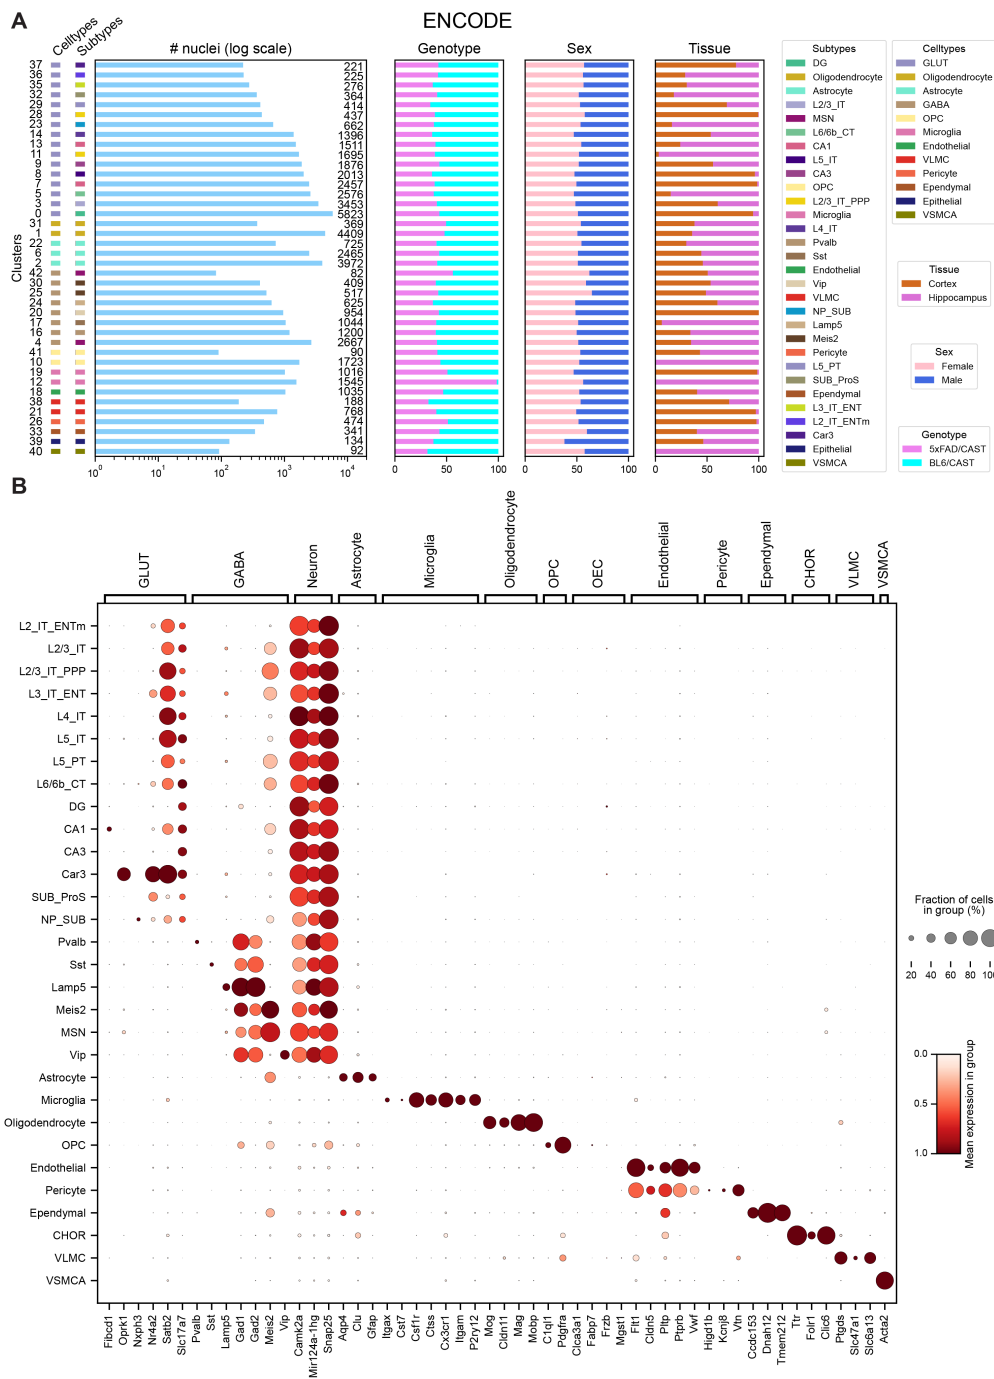 A
ENCODE
Celltypes
Subtypes
# nuclei (log scale)
Genotype
Sex
Tissue
Clusters
37 221
36 225
35 276
32 364
29 414
28 437
23 662
14 1396
13 1511
11 1695
9 1876
8 2013
7 2457
5 2576
3 3453
0 5823
31 369
1 4409
22 725
6 2465
2 3972
42 82
30 409
25 517
24 625
20 954
17 1044
16 1200
4 2667
41 90
10 1723
19 1016
12 1545
18 1035
38 188
21 768
26 474
33 341
39 134
40 92
10^0 10^1 10^2 10^3 10^4
0 50 100
0 50 100
0 50 100
Subtypes
DG
Oligodendrocyte
Astrocyte
L2/3_IT
MSN
L6/6b_CT
CA1
L5_IT
CA3
OPC
L2/3_IT_PPP
Microglia
L4_IT
Pvalb
Sst
Endothelial
Vip
VLMC
NP_SUB
Lamp5
Meis2
Pericyte
L5_PT
SUB_ProS
Ependymal
L3_IT_ENT
L2_IT_ENTm
Car3
Epithelial
VSMCA
Celltypes
GLUT
Oligodendrocyte
Astrocyte
GABA
OPC
Microglia
Endothelial
VLMC
Pericyte
Ependymal
Epithelial
VSMCA
Tissue
Cortex
Hippocampus
Sex
Female
Male
Genotype
5xFAD/CAST
BL6/CAST
B
GLUT
GABA
Neuron
Astrocyte
Microglia
Oligodendrocyte
OPC
OEC
Endothelial
Pericyte
Ependymal
CHOR
VLMC
VSMCA
L2_IT_ENTm
L2/3_IT
L2/3_IT_PPP
L3_IT_ENT
L4_IT
L5_IT
L5_PT
L6/6b_CT
DG
CA1
CA3
Car3
SUB_ProS
NP_SUB
Pvalb
Sst
Lamp5
Meis2
MSN
Vip
Astrocyte
Microglia
Oligodendrocyte
OPC
Endothelial
Pericyte
Ependymal
CHOR
VLMC
VSMCA
Fibcd1
Oprk1
Nxph3
Nr4a2
Satb2
Slc17a7
Pvalb
Sst
Lamp5
Gad1
Gad2
Meis2
Vip
Camk2a
Mir124a-1hg
Snap25
Aqp4
Clu
Gfap
Itgax
Cst7
Csf1r
Ctss
Cx3cr1
Itgam
P2ry12
Mog
Cldn11
Mag
Mobp
C1ql1
Pdgfra
Clca3a1
Fabp7
Frzb
Mgst1
Flt1
Cldn5
Pltp
Ptprb
Vwf
Higd1b
Kcnj8
Vtn
Ccdc153
Dnah12
Tmem212
Ttr
Folr1
Clic6
Ptgds
Slc47a1
Slc6a13
Acta2
Fraction of cells
in group (%)
20 40 60 80 100
0.0
0.5
1.0
Mean expression in group